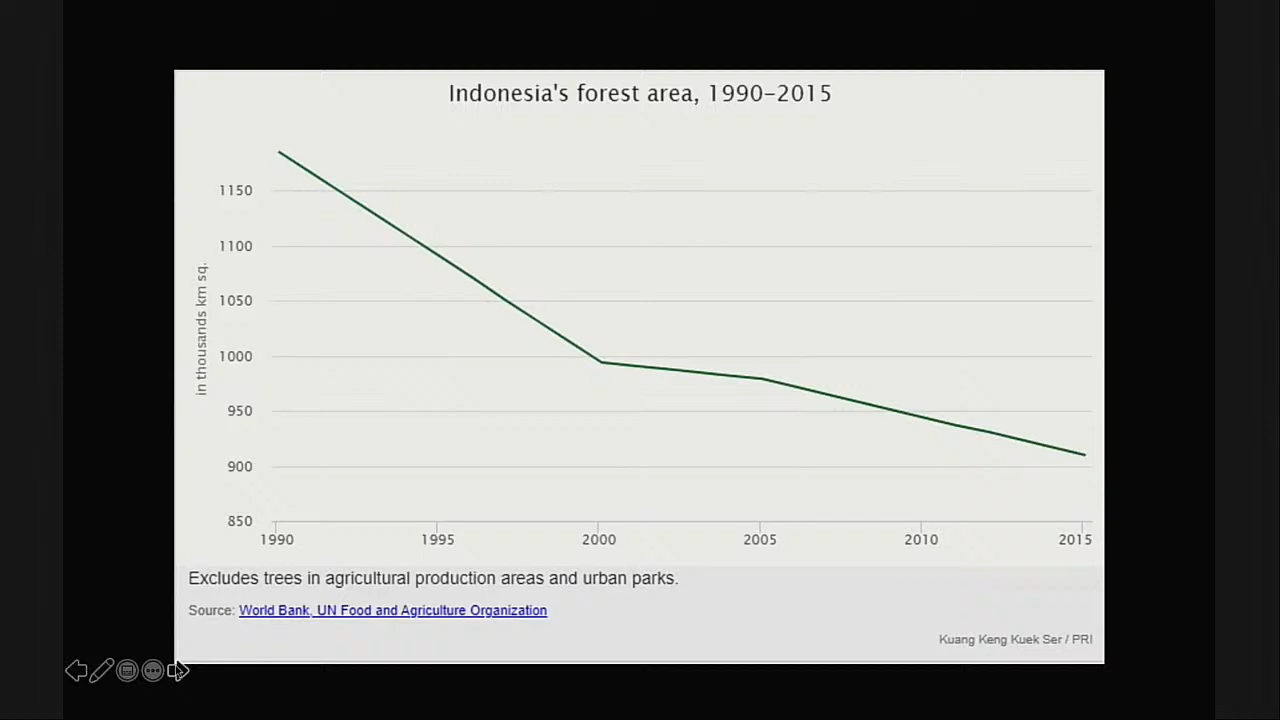 Indonesia's forest area, 1990–2015
in thousands km sq.
1150
1100
1050
1000
950
900
850
1990 1995 2000 2005 2010 2015
Excludes trees in agricultural production areas and urban parks.
Source: World Bank, UN Food and Agriculture Organization
Kuang Keng Kuek Ser / PRI